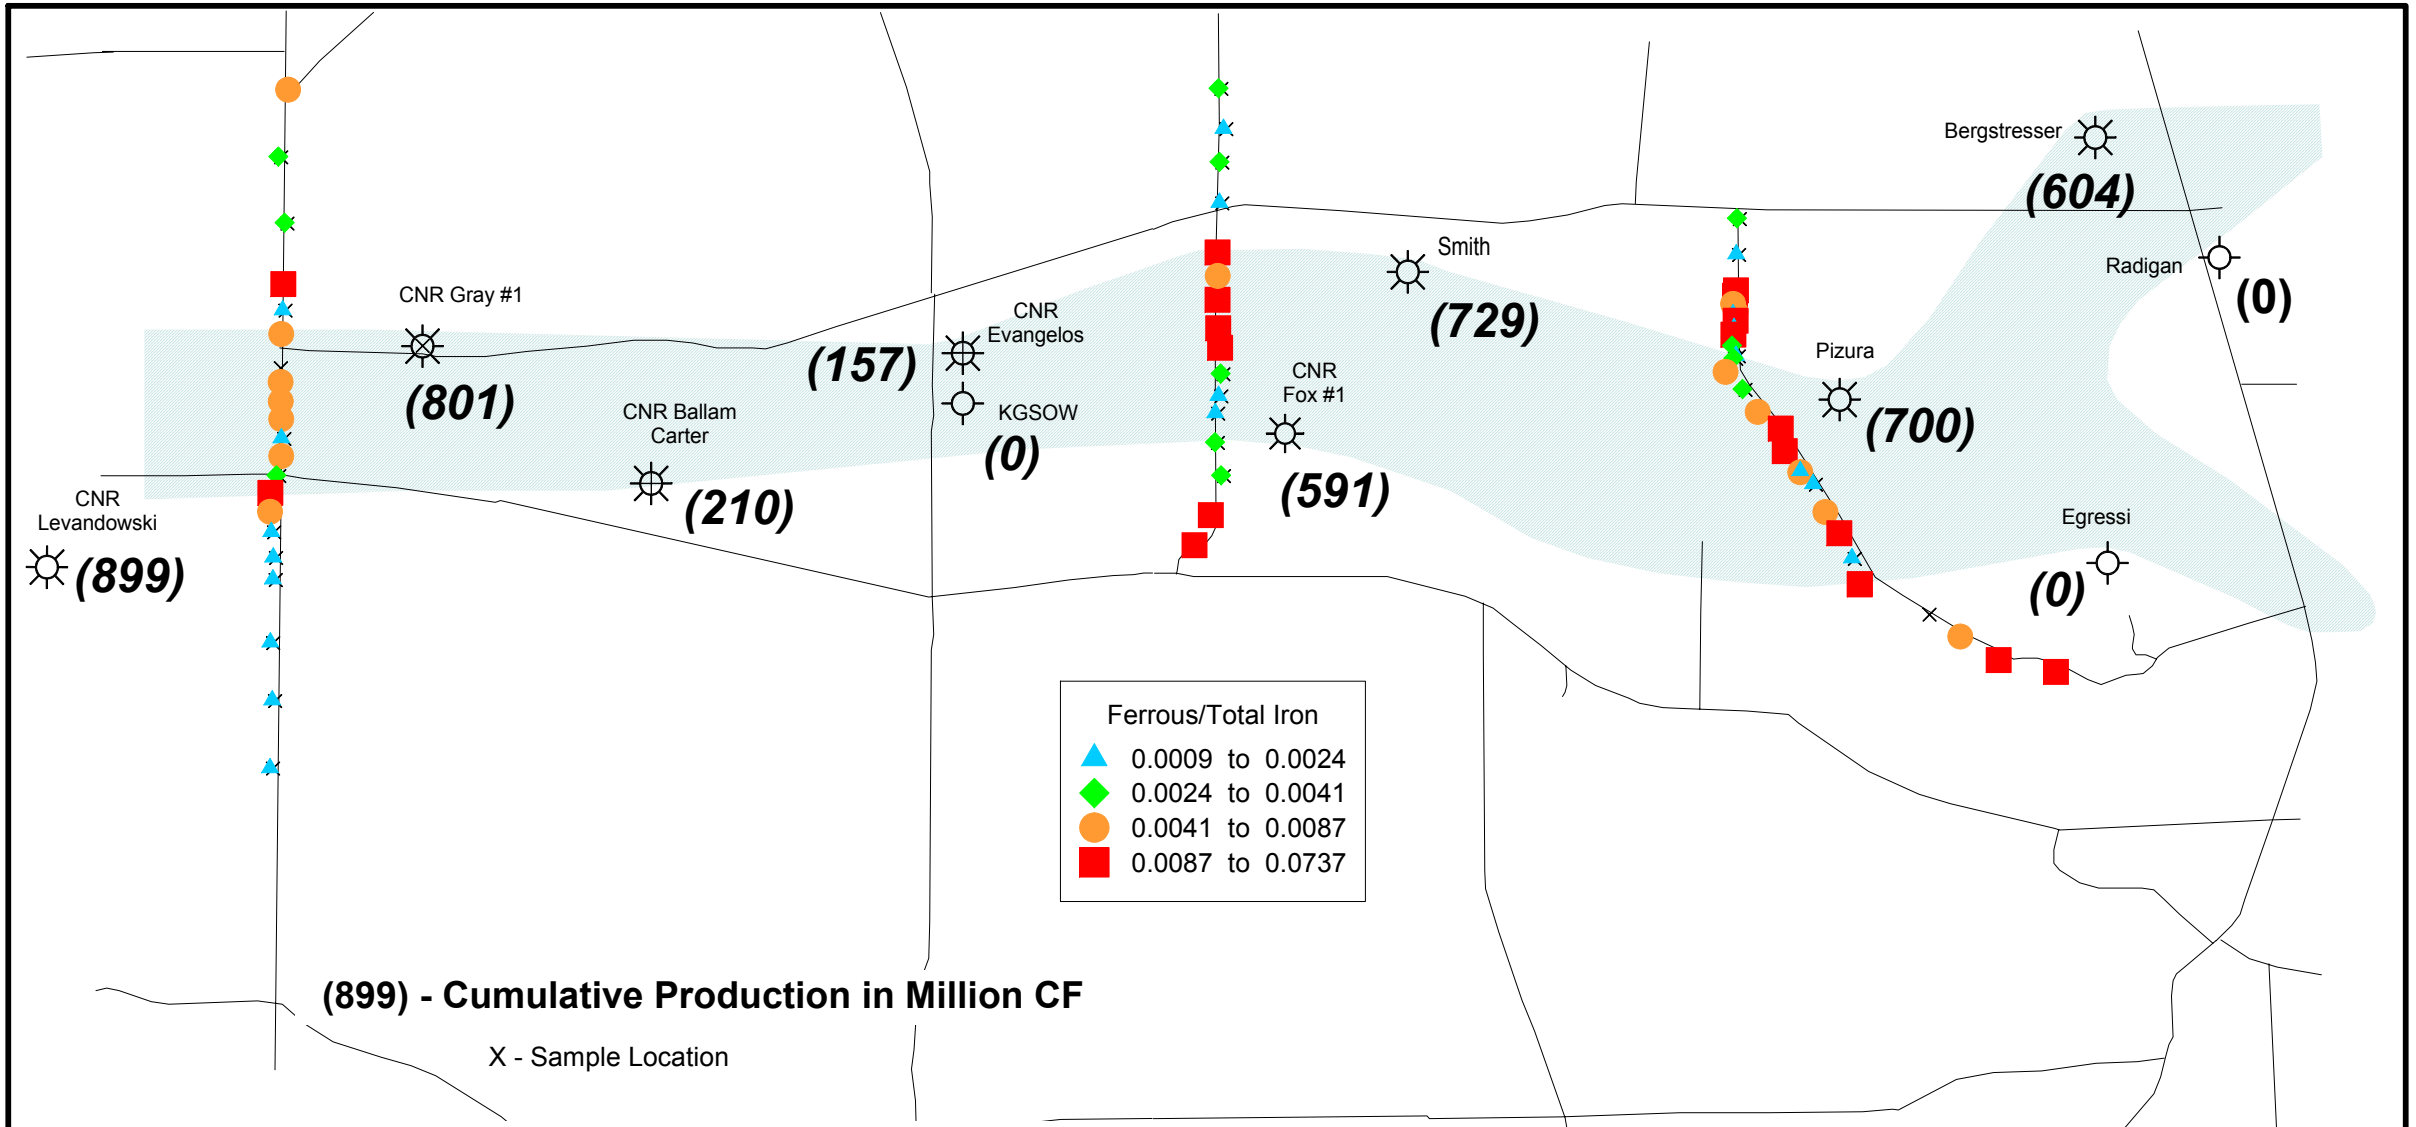 Bergstresser
(604)
Radigan
(0)
Smith
(729)
CNR Gray #1
(801)
CNR
Evangelos
(157)
Pizura
(700)
CNR
Fox #1
(591)
KGSOW
(0)
CNR Ballam
Carter
(210)
CNR
Levandowski
(899)
Egressi
(0)
Ferrous/Total Iron
0.0009 to 0.0024
0.0024 to 0.0041
0.0041 to 0.0087
0.0087 to 0.0737
(899) - Cumulative Production in Million CF
X - Sample Location